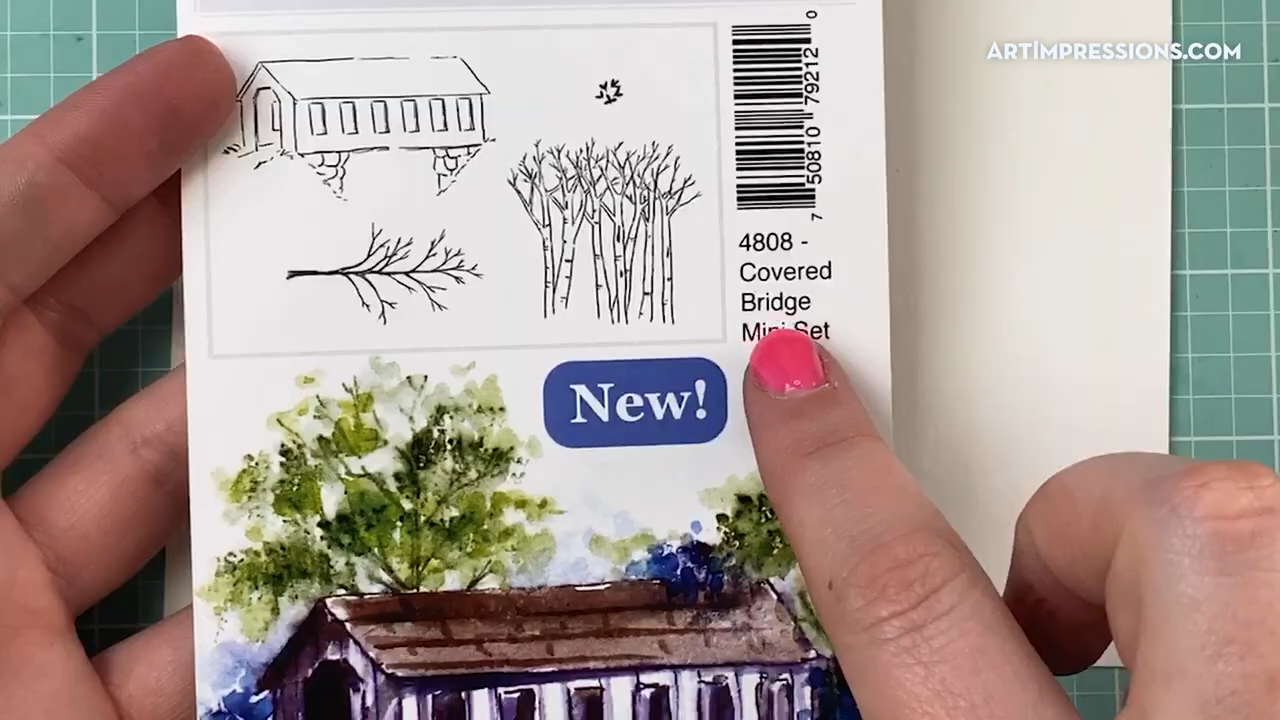 ARTIMPRESSIONS.COM
7 50810 79212 0
4808 -
Covered
Bridge
Mini Set
New!